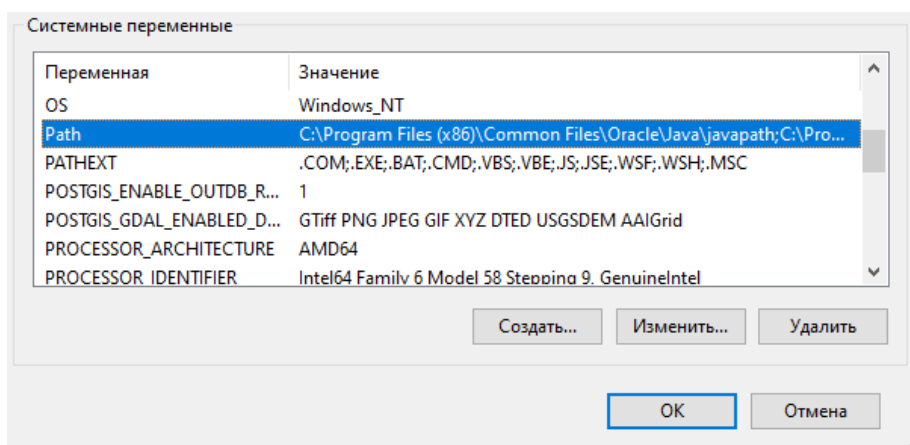 Системные переменные
Переменная Значение
OS Windows_NT
Path C:\Program Files (x86)\Common Files\Oracle\Java\javapath;C:\Pro...
PATHEXT .COM;.EXE;.BAT;.CMD;.VBS;.VBE;.JS;.JSE;.WSF;.WSH;.MSC
POSTGIS_ENABLE_OUTDB_R... 1
POSTGIS_GDAL_ENABLED_D... GTiff PNG JPEG GIF XYZ DTED USGSDEM AAIGrid
PROCESSOR_ARCHITECTURE AMD64
PROCESSOR_IDENTIFIER Intel64 Family 6 Model 58 Stepping 9, GenuineIntel
Создать... Изменить... Удалить
ОК Отмена